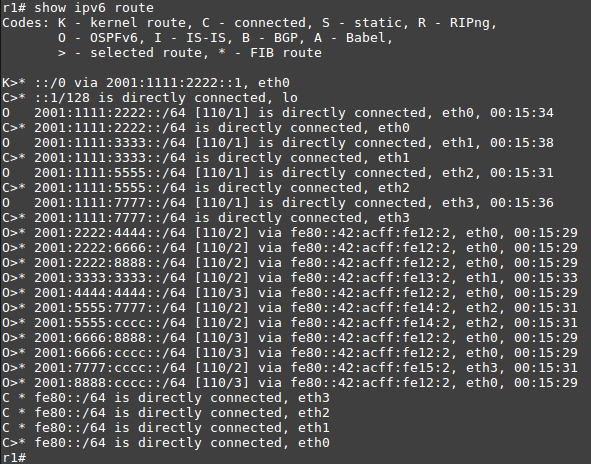 r1# show ipv6 route
Codes: K - kernel route, C - connected, S - static, R - RIPng,
       O - OSPFv6, I - IS-IS, B - BGP, A - Babel,
       > - selected route, * - FIB route

K>* ::/0 via 2001:1111:2222::1, eth0
C>* ::1/128 is directly connected, lo
O   2001:1111:2222::/64 [110/1] is directly connected, eth0, 00:15:34
C>* 2001:1111:2222::/64 is directly connected, eth0
O   2001:1111:3333::/64 [110/1] is directly connected, eth1, 00:15:38
C>* 2001:1111:3333::/64 is directly connected, eth1
O   2001:1111:5555::/64 [110/1] is directly connected, eth2, 00:15:31
C>* 2001:1111:5555::/64 is directly connected, eth2
O   2001:1111:7777::/64 [110/1] is directly connected, eth3, 00:15:36
C>* 2001:1111:7777::/64 is directly connected, eth3
O>* 2001:2222:4444::/64 [110/2] via fe80::42:acff:fe12:2, eth0, 00:15:29
O>* 2001:2222:6666::/64 [110/2] via fe80::42:acff:fe12:2, eth0, 00:15:29
O>* 2001:2222:8888::/64 [110/2] via fe80::42:acff:fe12:2, eth0, 00:15:29
O>* 2001:3333:3333::/64 [110/2] via fe80::42:acff:fe13:2, eth1, 00:15:33
O>* 2001:4444:4444::/64 [110/3] via fe80::42:acff:fe12:2, eth0, 00:15:29
O>* 2001:5555:7777::/64 [110/2] via fe80::42:acff:fe14:2, eth2, 00:15:31
O>* 2001:5555:cccc::/64 [110/2] via fe80::42:acff:fe14:2, eth2, 00:15:31
O>* 2001:6666:8888::/64 [110/3] via fe80::42:acff:fe12:2, eth0, 00:15:29
O>* 2001:6666:cccc::/64 [110/3] via fe80::42:acff:fe12:2, eth0, 00:15:29
O>* 2001:7777:cccc::/64 [110/2] via fe80::42:acff:fe15:2, eth3, 00:15:31
O>* 2001:8888:cccc::/64 [110/3] via fe80::42:acff:fe12:2, eth0, 00:15:29
C * fe80::/64 is directly connected, eth3
C * fe80::/64 is directly connected, eth2
C * fe80::/64 is directly connected, eth1
C>* fe80::/64 is directly connected, eth0
r1#